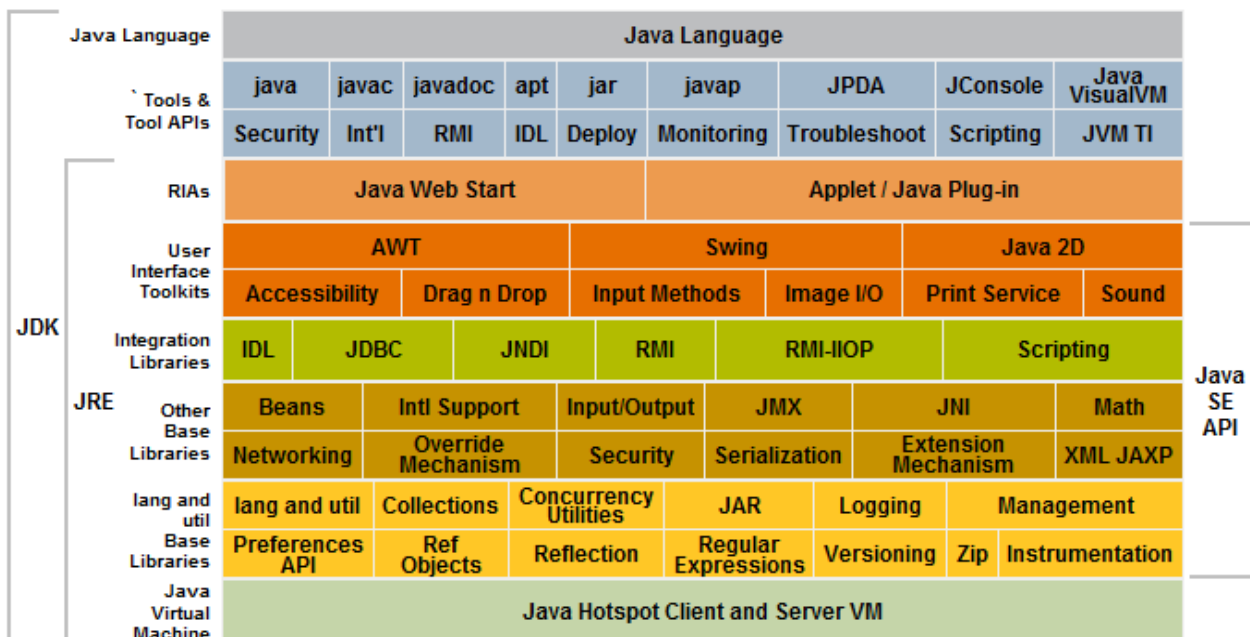 Java Language
Java Language
` Tools &
Tool APIs
java javac javadoc apt jar javap JPDA JConsole Java
VisualVM
Security Int'l RMI IDL Deploy Monitoring Troubleshoot Scripting JVM TI
RIAs
Java Web Start Applet / Java Plug-in
User
Interface
Toolkits
AWT Swing Java 2D
Accessibility Drag n Drop Input Methods Image I/O Print Service Sound
JDK
Integration
Libraries
IDL JDBC JNDI RMI RMI-IIOP Scripting
JRE
Other
Base
Libraries
Beans Intl Support Input/Output JMX JNI Math
Networking Override
Mechanism Security Serialization Extension
Mechanism XML JAXP
Java
SE
API
lang and
util
Base
Libraries
lang and util Collections Concurrency
Utilities JAR Logging Management
Preferences
API Ref
Objects Reflection Regular
Expressions Versioning Zip Instrumentation
Java
Virtual
Machine
Java Hotspot Client and Server VM